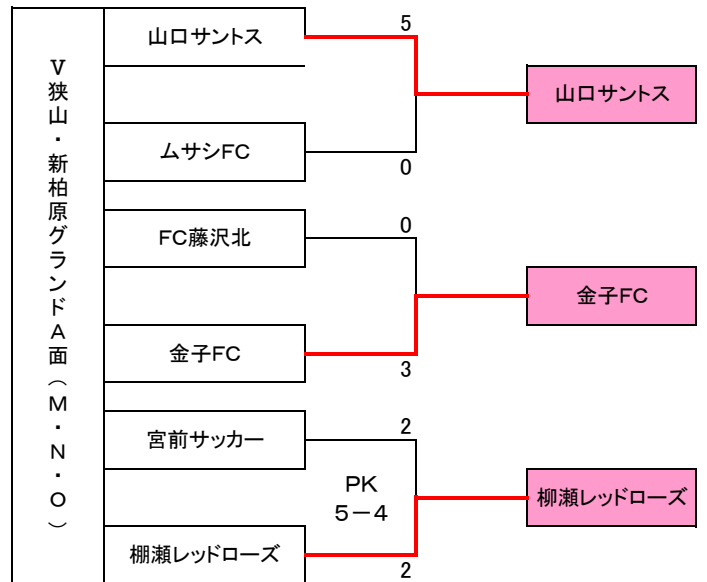 V狭山・新柏原グランドA面（M・N・O）
山口サントス
5
山口サントス
ムサシFC
0
FC藤沢北
0
金子FC
金子FC
3
宮前サッカー
2
PK
5－4
柳瀬レッドローズ
棚瀬レッドローズ
2